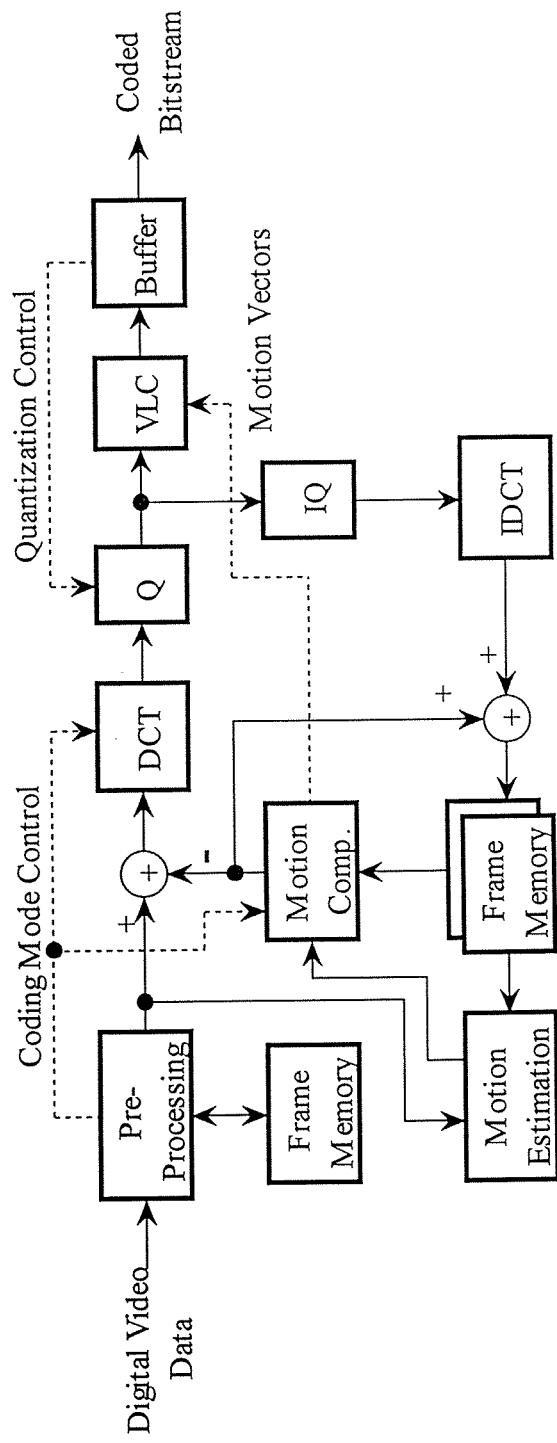 Digital Video
Data
Pre-
Processing
Frame
Memory
Coding Mode Control
+
+
-
DCT
Q
Quantization Control
VLC
Buffer
Coded
Bitstream
Motion Vectors
Motion
Comp.
IQ
IDCT
+
+
+
Frame
Memory
Motion
Estimation